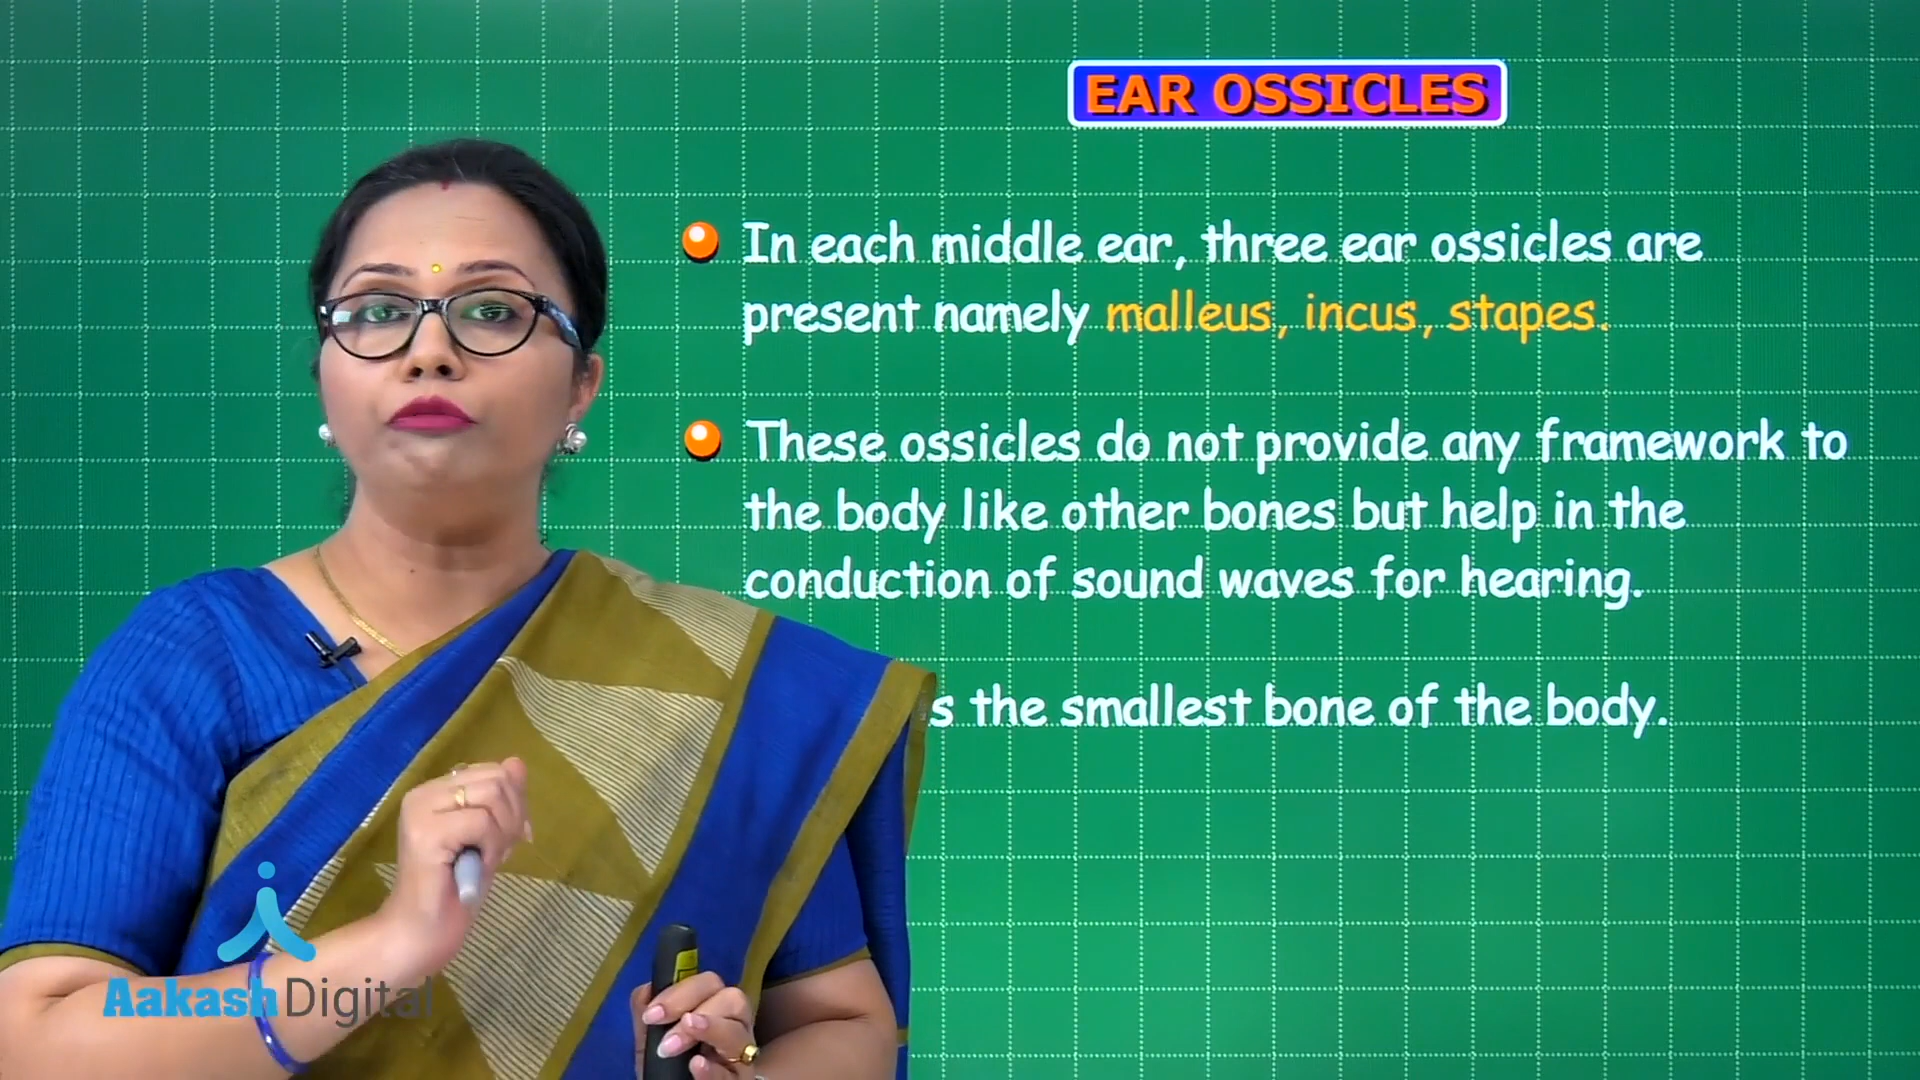 EAR OSSICLES
In each middle ear, three ear ossicles are
present namely malleus, incus, stapes.
These ossicles do not provide any framework to
the body like other bones but help in the
conduction of sound waves for hearing.
the smallest bone of the body.
Aakash Digital